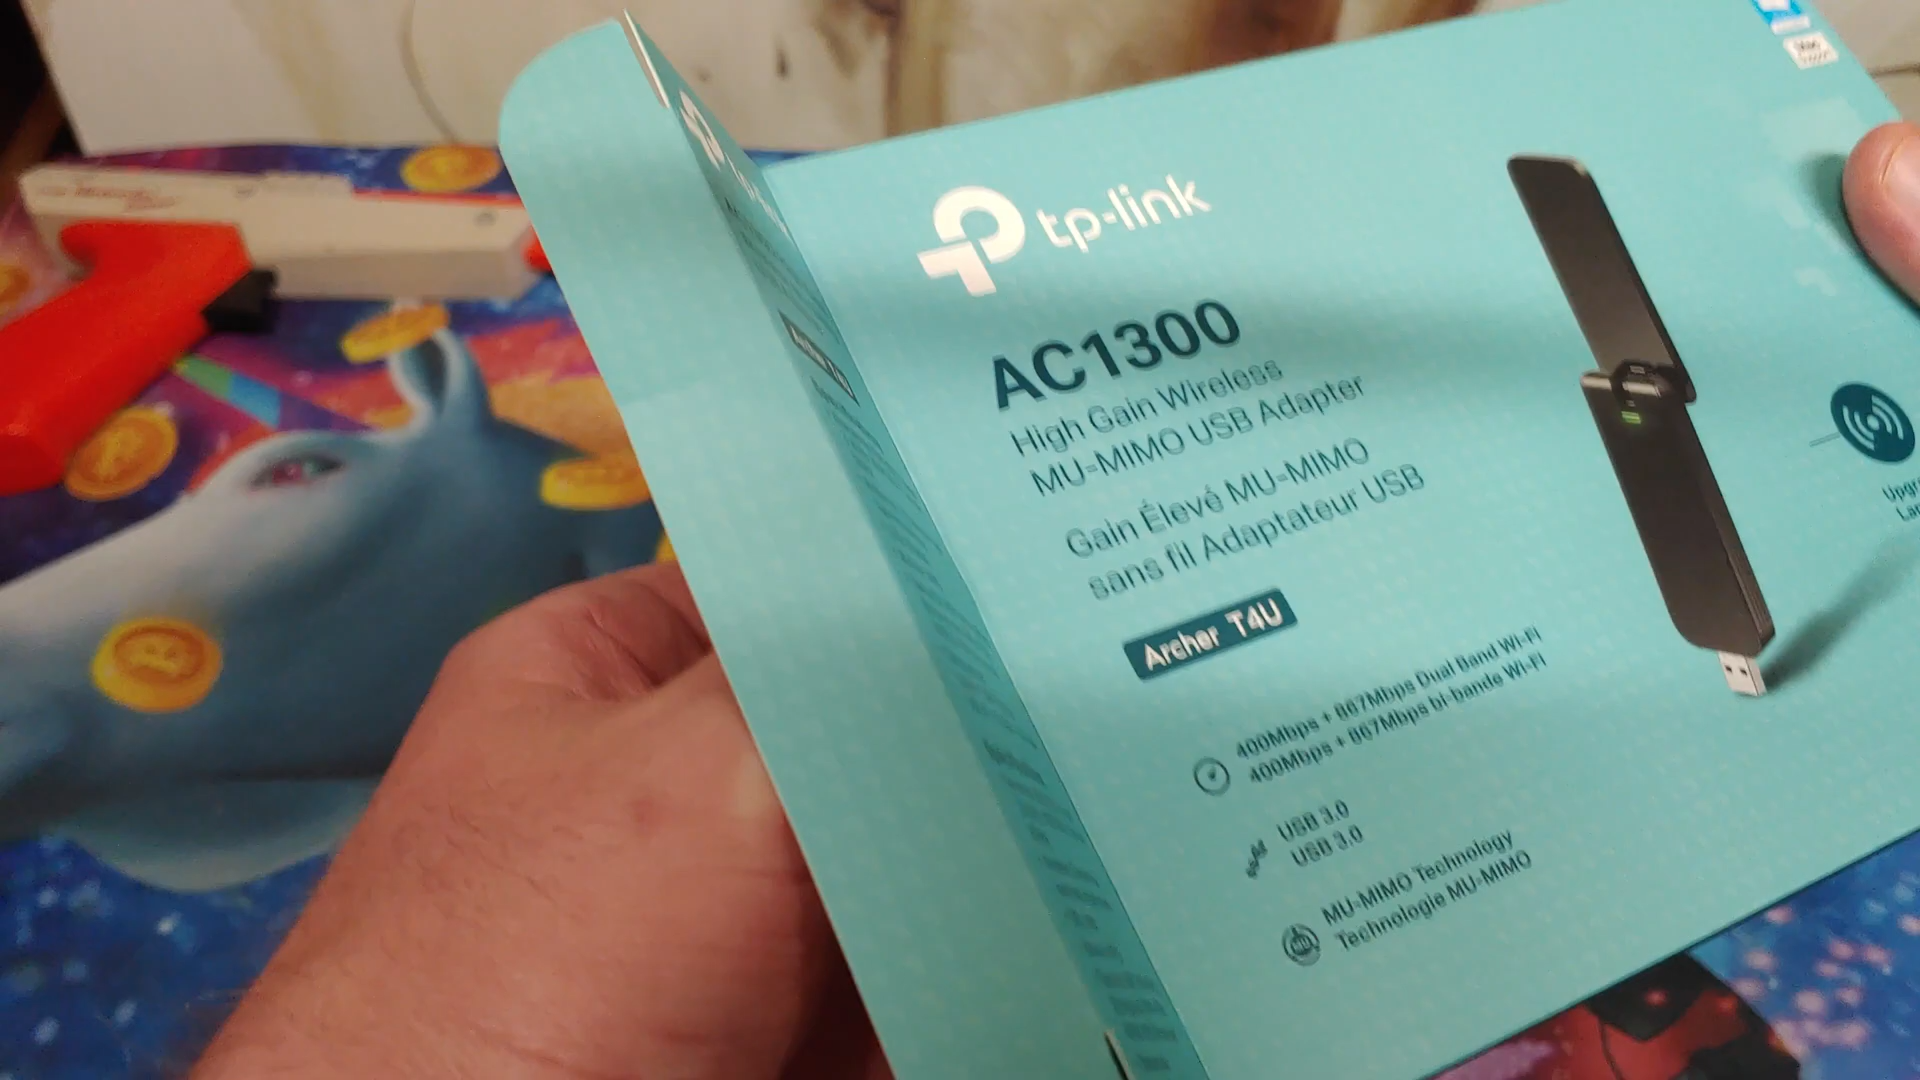 tp-link
AC1300
High Gain Wireless
MU-MIMO USB Adapter
Gain Élevé MU-MIMO
sans fil Adaptateur USB
Archer T4U
400Mbps + 867Mbps Dual Band Wi-Fi
400Mbps + 867Mbps bi-bande Wi-Fi
USB 3.0
USB 3.0
MU-MIMO Technology
Technologie MU-MIMO